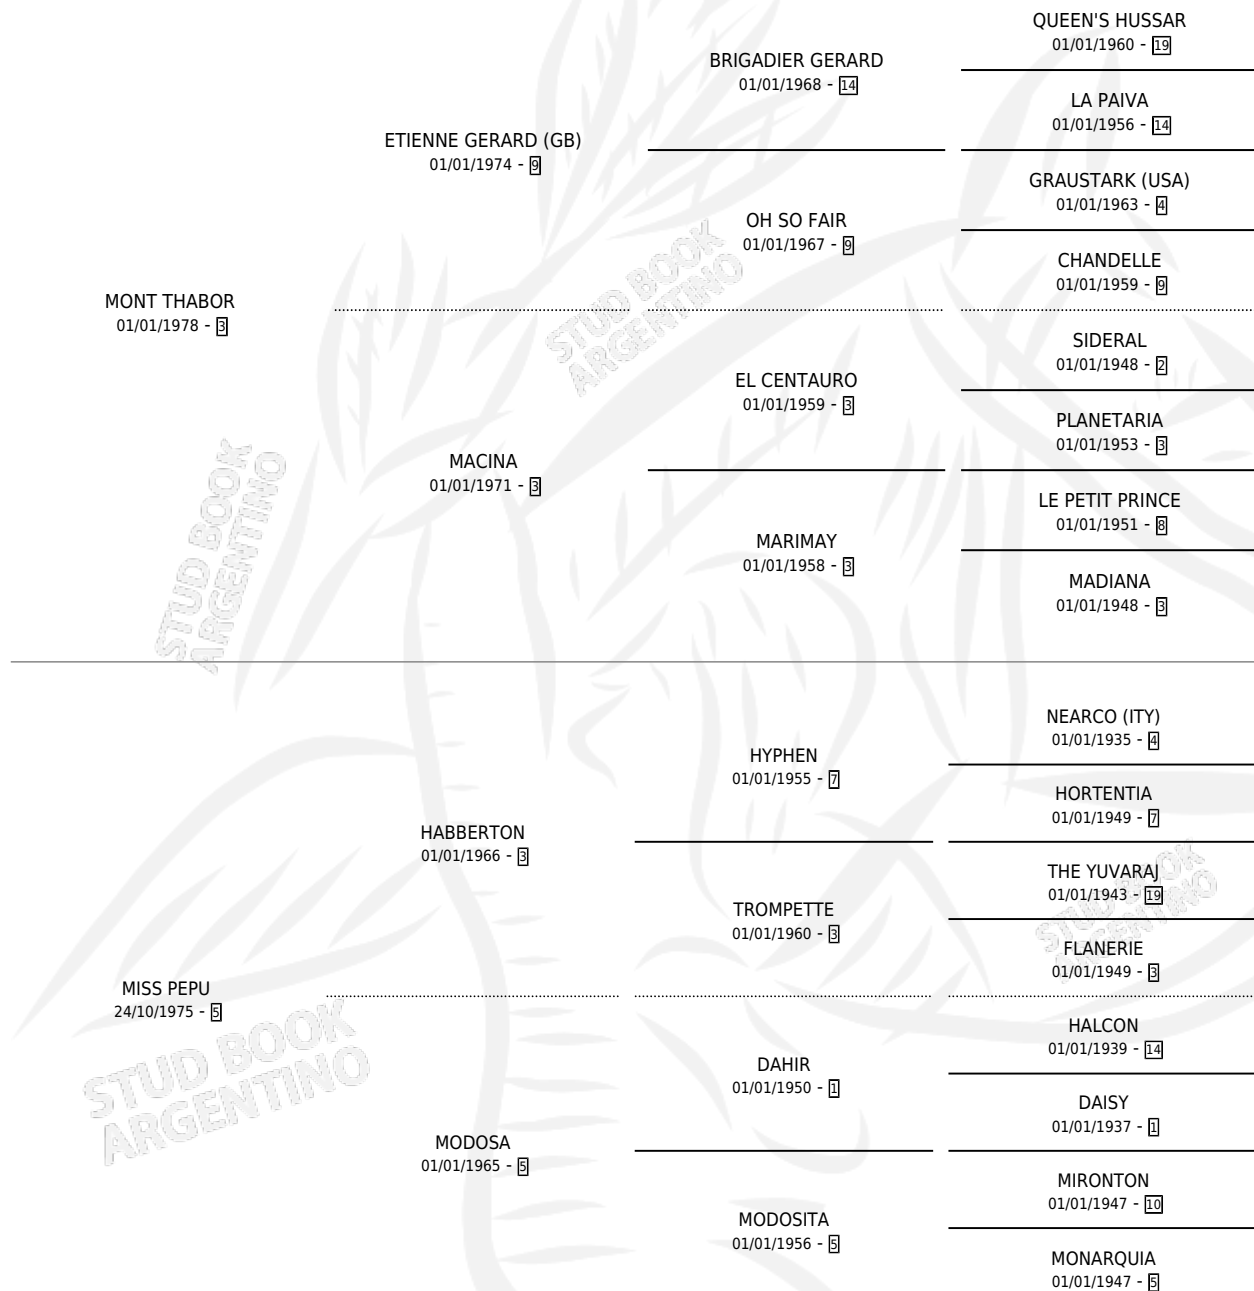 QUEEN'S HUSSAR
01/01/1960 - 19
BRIGADIER GERARD
01/01/1968 - 14
LA PAIVA
01/01/1956 - 14
ETIENNE GERARD (GB)
01/01/1974 - 9
GRAUSTARK (USA)
01/01/1963 - 4
OH SO FAIR
01/01/1967 - 9
CHANDELLE
01/01/1959 - 9
MONT THABOR
01/01/1978 - 3
SIDERAL
01/01/1948 - 2
EL CENTAURO
01/01/1959 - 3
PLANETARIA
01/01/1953 - 3
MACINA
01/01/1971 - 3
LE PETIT PRINCE
01/01/1951 - 8
MARIMAY
01/01/1958 - 3
MADIANA
01/01/1948 - 3
NEARCO (ITY)
01/01/1935 - 4
HYPHEN
01/01/1955 - 7
HORTENTIA
01/01/1949 - 7
HABBERTON
01/01/1966 - 3
THE YUVARAJ
01/01/1943 - 19
TROMPETTE
01/01/1960 - 3
FLANERIE
01/01/1949 - 3
MISS PEPU
24/10/1975 - 5
HALCON
01/01/1939 - 14
DAHIR
01/01/1950 - 1
DAISY
01/01/1937 - 1
MODOSA
01/01/1965 - 5
MIRONTON
01/01/1947 - 10
MODOSITA
01/01/1956 - 5
MONARQUIA
01/01/1947 - 5
STUD BOOK
ARGENTINO
STUD BOOK
ARGENTINO
STUD BOOK
ARGENTINO
STUD BOOK
ARGENTINO